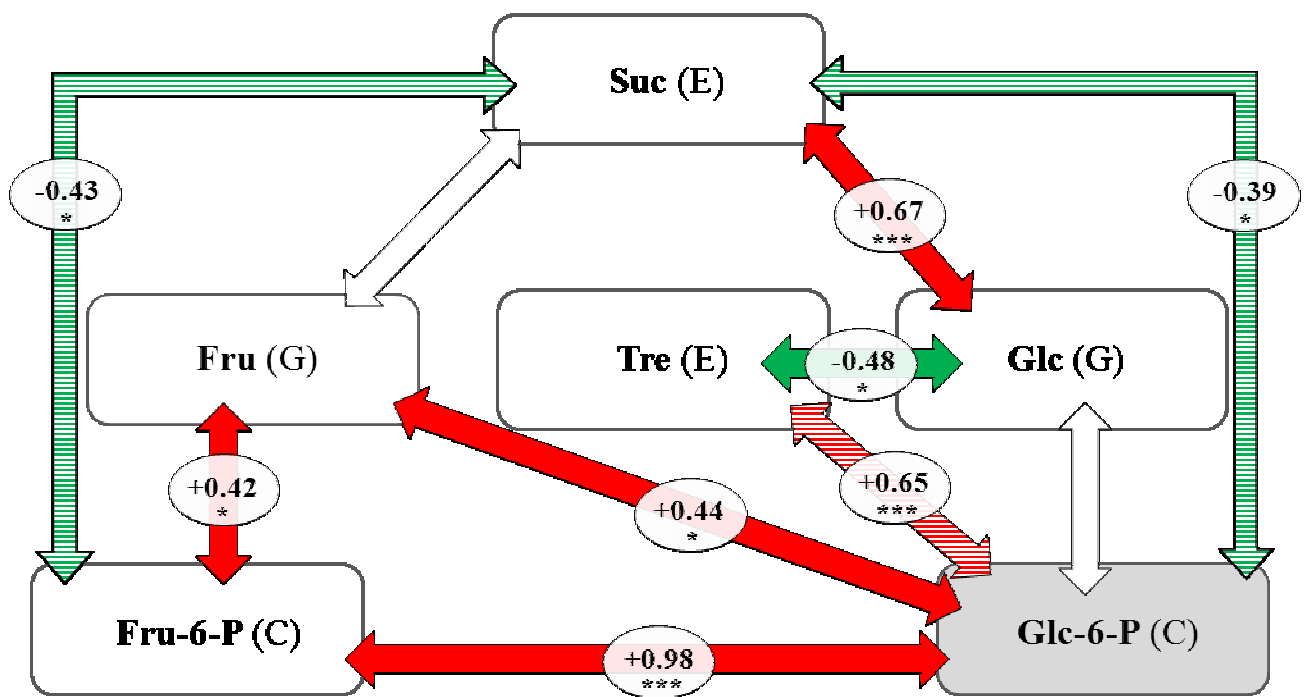 Suc (E)
-0.43
*
-0.39
*
+0.67
***
Fru (G)
Tre (E)
-0.48
*
Glc (G)
+0.42
*
+0.44
*
+0.65
***
Fru-6-P (C)
+0.98
***
Glc-6-P (C)